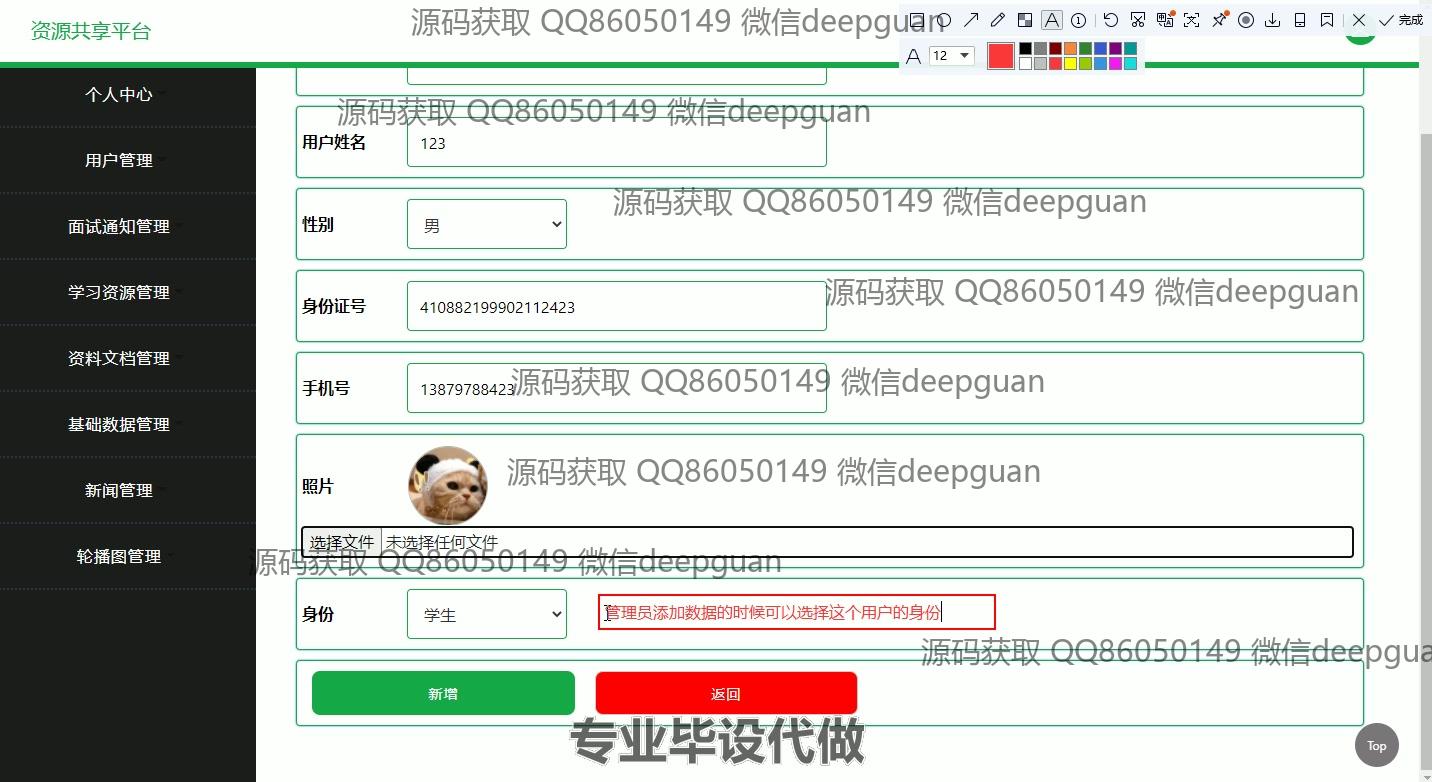 资源共享平台
源码获取 QQ86050149 微信deepguan
完成
A 12
个人中心
源码获取 QQ86050149 微信deepguan
用户姓名 123
用户管理
源码获取 QQ86050149 微信deepguan
面试通知管理
性别 男
学习资源管理
源码获取 QQ86050149 微信deepguan
身份证号 410882199902112423
资料文档管理
手机号 13879788423
源码获取 QQ86050149 微信deepguan
基础数据管理
新闻管理
照片
源码获取 QQ86050149 微信deepguan
选择文件 未选择任何文件
轮播图管理
源码获取 QQ86050149 微信deepguan
身份 学生 管理员添加数据的时候可以选择这个用户的身份
源码获取 QQ86050149 微信deepgua
新增 返回
专业毕设代做
Top